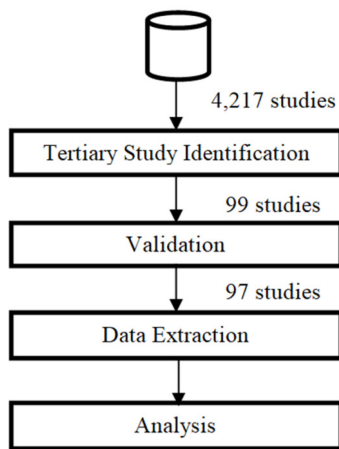 4,217 studies
Tertiary Study Identification
99 studies
Validation
97 studies
Data Extraction
Analysis